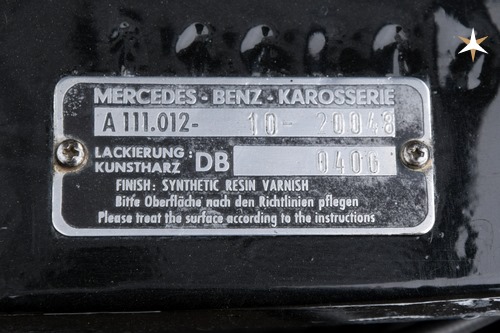 MERCEDES - BENZ - KAROSSERIE
A 111.012- 10- 20048
LACKIERUNG:
KUNSTHARZ DB 040G
FINISH: SYNTHETIC RESIN VARNISH
Bitte Oberfläche nach den Richtlinien pflegen
Please treat the surface according to the instructions